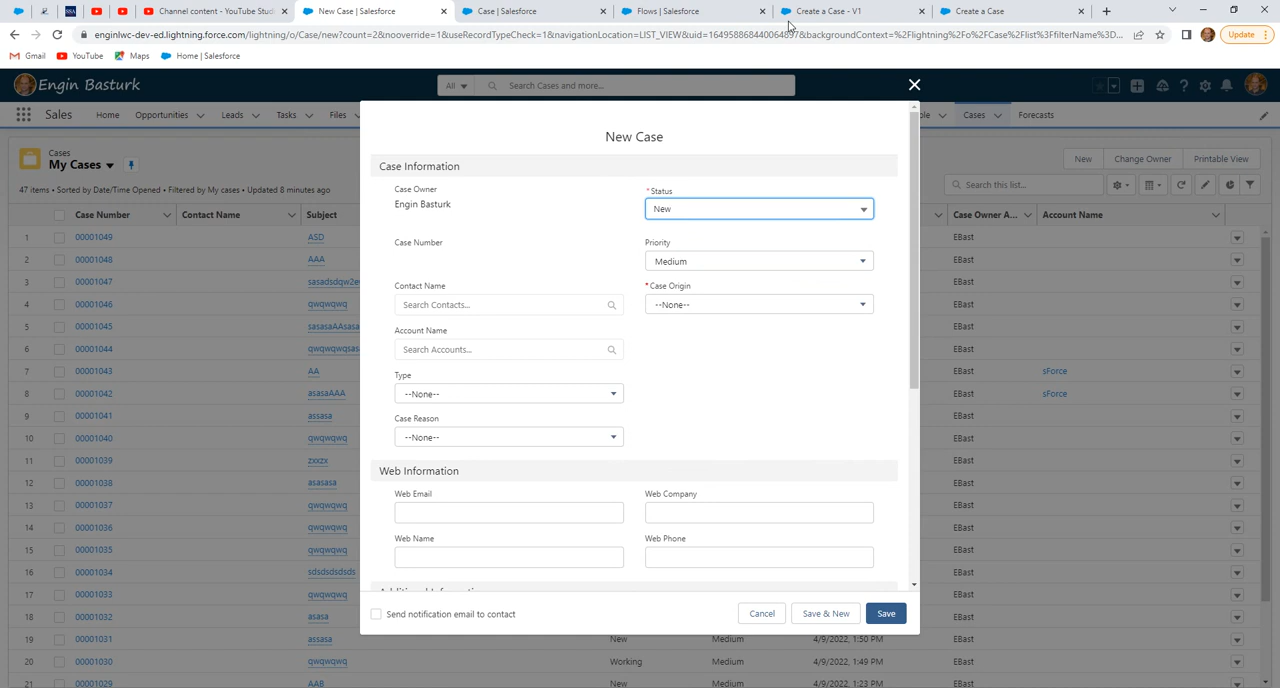 Channel content - YouTube Studi
New Case | Salesforce
Case | Salesforce
Flows | Salesforce
Create a Case - V1
Create a Case
enginlwc-dev-ed.lightning.force.com/lightning/o/Case/new?count=2&nooverride=1&useRecordTypeCheck=1&navigationLocation=LIST_VIEW&uid=164958868440064897&backgroundContext=%2Flightning%2Fo%2FCase%2Flist%3FfilterName%3D...
Update
Gmail YouTube Maps Home | Salesforce
Engin Basturk
All Search Cases and more...
Sales Home Opportunities Leads Tasks Files
Cases Forecasts
Cases
My Cases
New Change Owner Printable View
47 items • Sorted by Date/Time Opened • Filtered by My cases • Updated 8 minutes ago
Search this list...
Case Number Contact Name Subject Case Owner A... Account Name
1 00001049 ASD EBast
2 00001048 AAA EBast
3 00001047 sasadsdqw2e EBast
4 00001046 qwqwqwq EBast
5 00001045 sasasaAAsasa EBast
6 00001044 qwqwqwqsas EBast
7 00001043 AA EBast sForce
8 00001042 asasaAAA EBast sForce
9 00001041 assasa EBast
10 00001040 qwqwqwq EBast
11 00001039 zxxzx EBast
12 00001038 asasasa EBast
13 00001037 qwqwqwq EBast
14 00001036 qwqwqwq EBast
15 00001035 qwqwqwq EBast
16 00001034 sdsdsdsdsds EBast
17 00001033 qwqwqwq EBast
18 00001032 asasa EBast
19 00001031 assasa New Medium 4/9/2022, 1:50 PM EBast
20 00001030 qwqwqwq Working Medium 4/9/2022, 1:49 PM EBast
21 00001029 AAB New Medium 4/9/2022, 1:23 PM EBast
New Case
Case Information
Case Owner
Engin Basturk
* Status
New
Case Number
Priority
Medium
Contact Name
Search Contacts...
* Case Origin
--None--
Account Name
Search Accounts...
Type
--None--
Case Reason
--None--
Web Information
Web Email
Web Company
Web Name
Web Phone
Additional Information
Send notification email to contact
Cancel Save & New Save